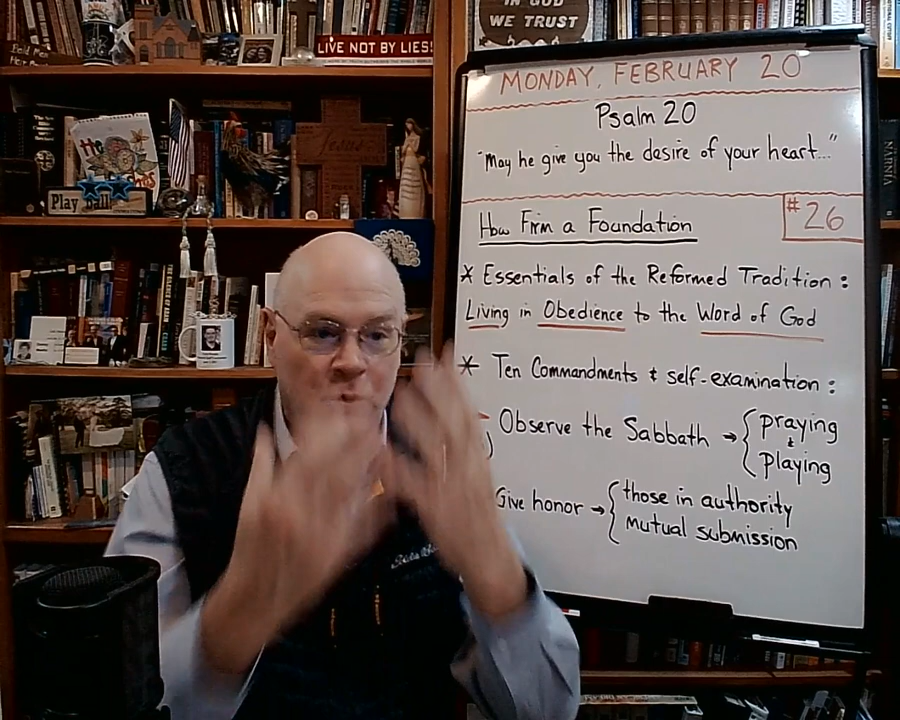 IN GOD
WE TRUST
LIVE NOT BY LIES!
Play Ball
Jesus
NARNIA
MONDAY, FEBRUARY 20
Psalm 20
"May he give you the desire of your heart..."
How Firm a Foundation
#26
* Essentials of the Reformed Tradition :
Living in Obedience to the Word of God
* Ten Commandments & self-examination :
Observe the Sabbath → { praying
&
playing
Give honor → { those in authority
mutual submission